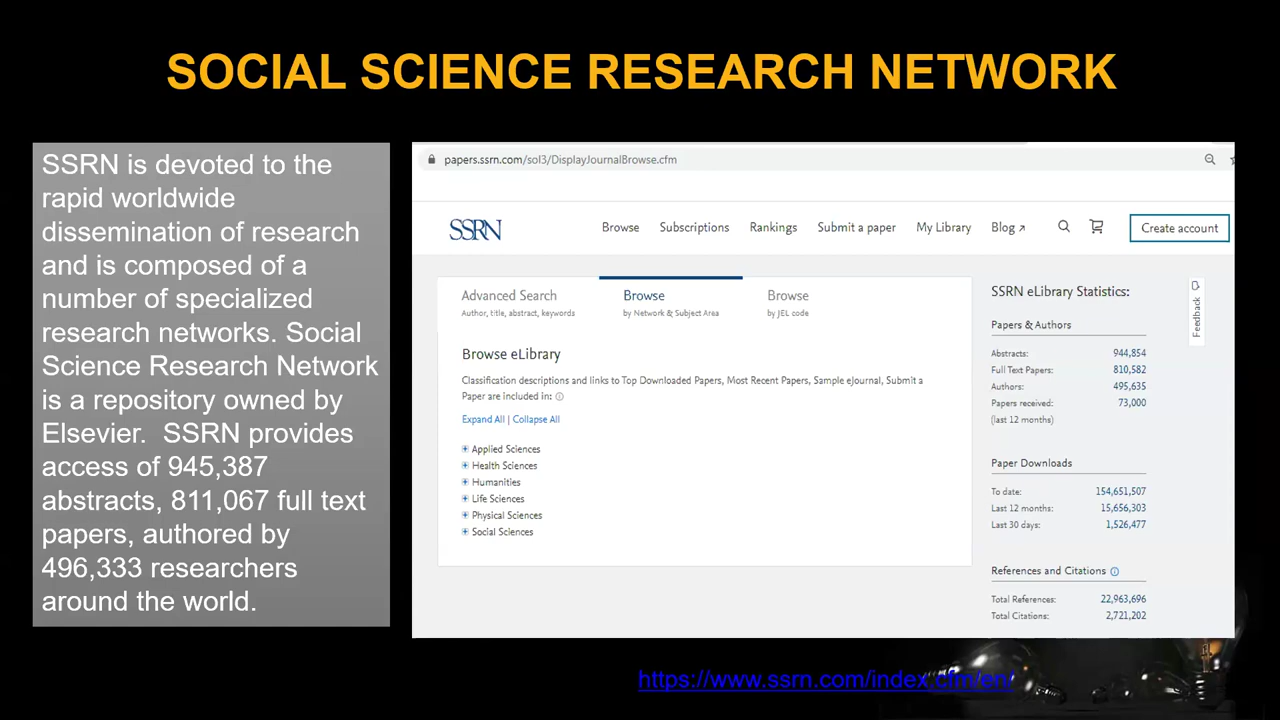 SOCIAL SCIENCE RESEARCH NETWORK
SSRN is devoted to the
rapid worldwide
dissemination of research
and is composed of a
number of specialized
research networks. Social
Science Research Network
is a repository owned by
Elsevier.  SSRN provides
access of 945,387
abstracts, 811,067 full text
papers, authored by
496,333 researchers
around the world.
papers.ssrn.com/sol3/DisplayJournalBrowse.cfm
SSRN Browse Subscriptions Rankings Submit a paper My Library Blog ↗ Create account
Advanced Search
Author, title, abstract, keywords
Browse
by Network & Subject Area
Browse
by JEL code
Browse eLibrary
Classification descriptions and links to Top Downloaded Papers, Most Recent Papers, Sample eJournal, Submit a
Paper are included in:
Expand All | Collapse All
Applied Sciences
Health Sciences
Humanities
Life Sciences
Physical Sciences
Social Sciences
SSRN eLibrary Statistics:
Papers & Authors
Abstracts: 944,854
Full Text Papers: 810,582
Authors: 495,635
Papers received: 73,000
(last 12 months)
Paper Downloads
To date: 154,651,507
Last 12 months: 15,656,303
Last 30 days: 1,526,477
References and Citations
Total References: 22,963,696
Total Citations: 2,721,202
Feedback
https://www.ssrn.com/index.cfm/en/